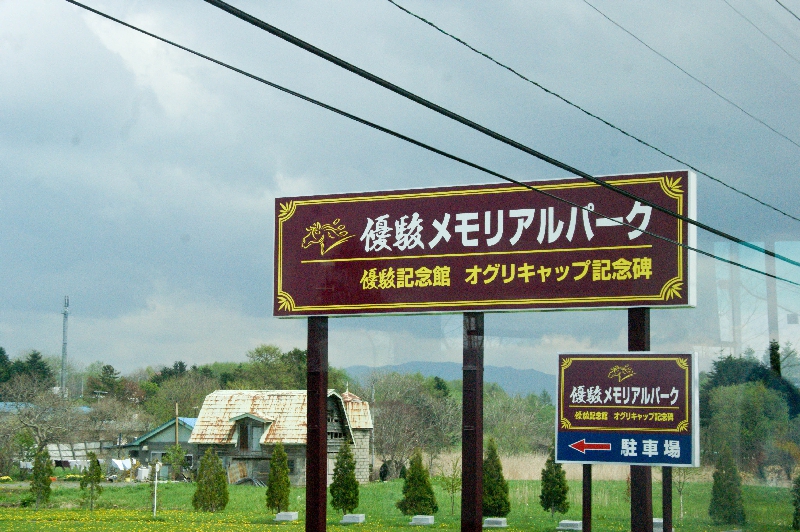 優駿メモリアルパーク
優駿記念館 オグリキャップ記念碑
優駿メモリアルパーク
優駿記念館 オグリキャップ記念碑
駐車場